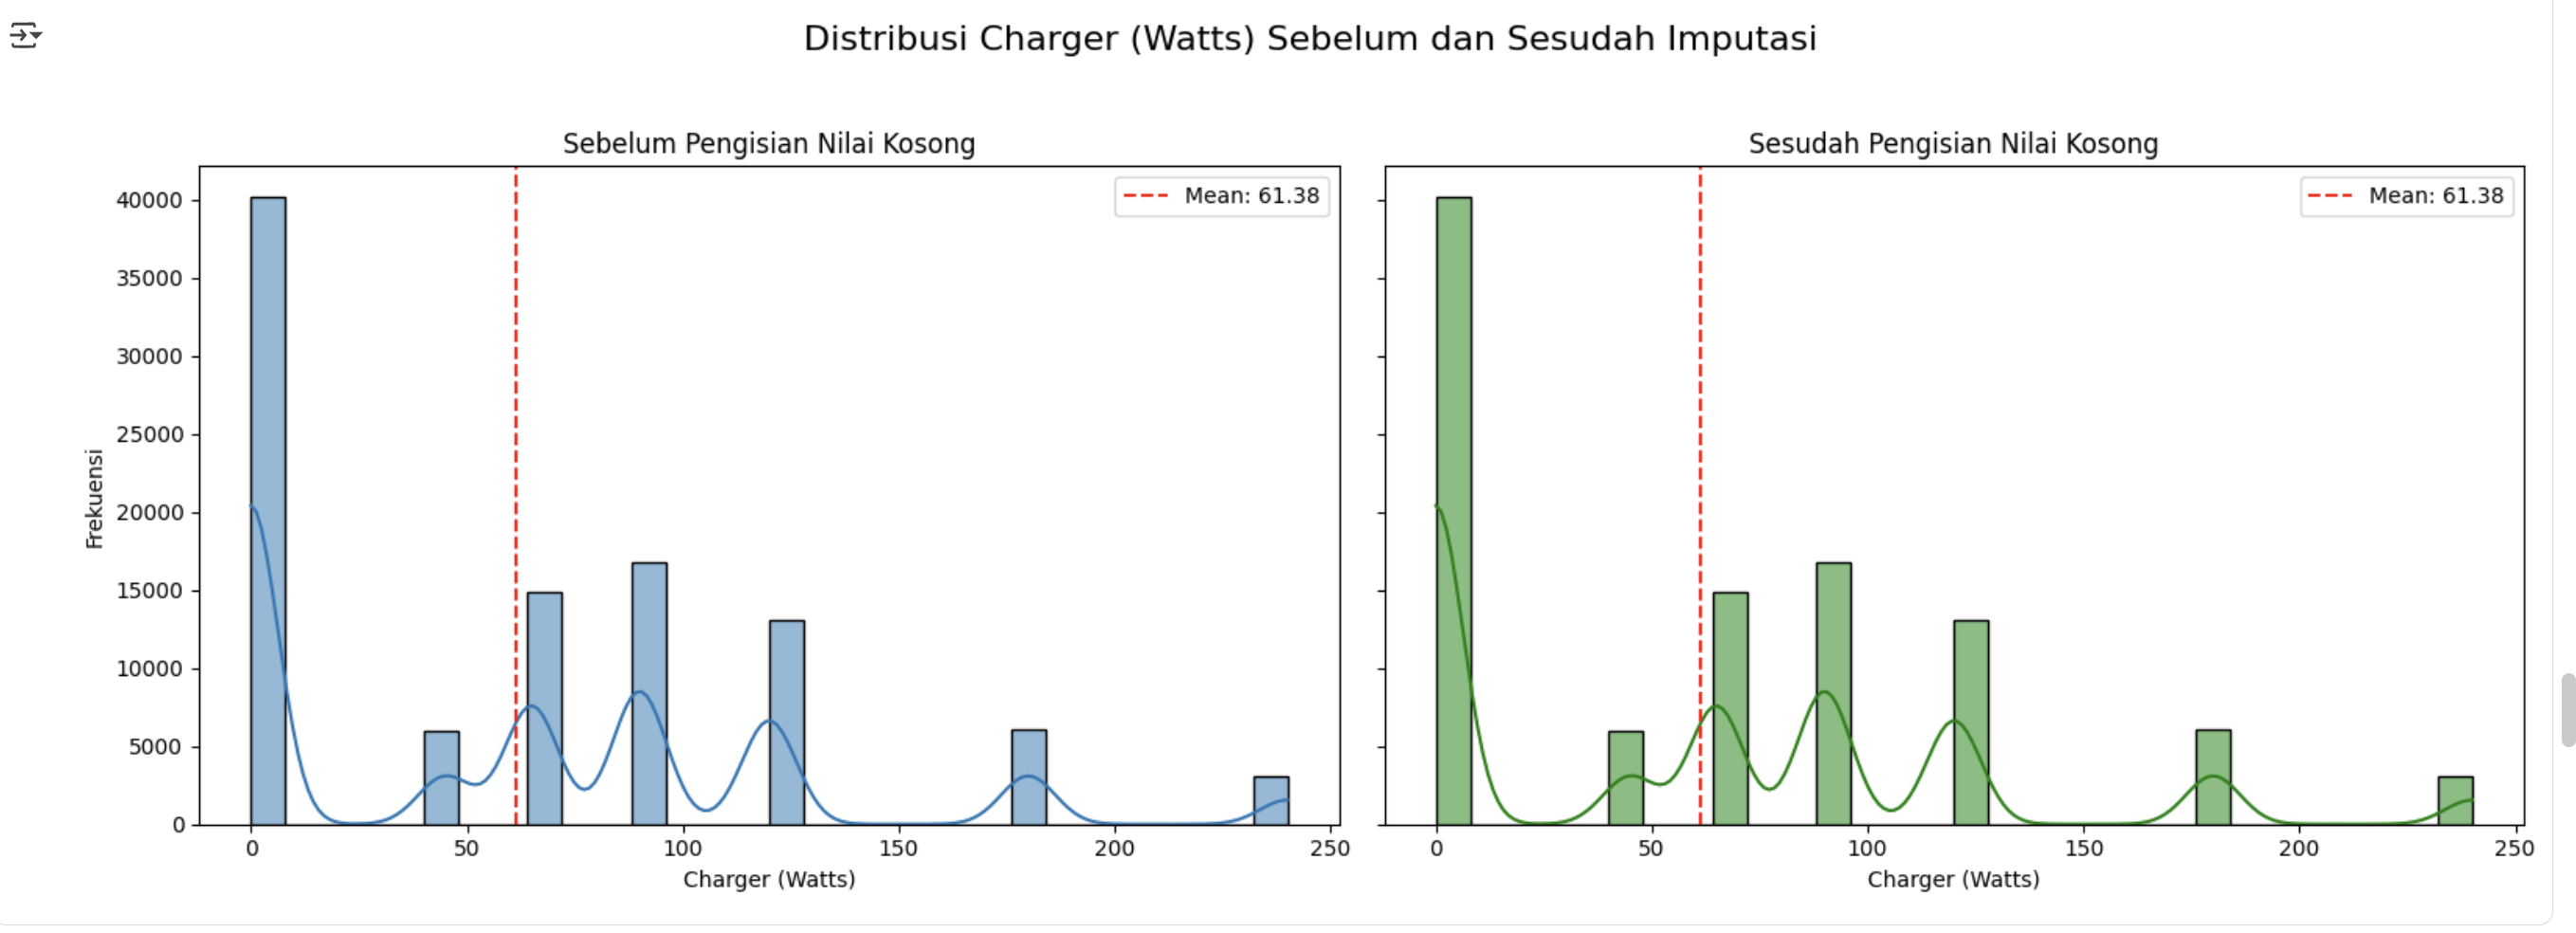 Distribusi Charger (Watts) Sebelum dan Sesudah Imputasi
Sebelum Pengisian Nilai Kosong
Mean: 61.38
40000
35000
30000
25000
20000
15000
10000
5000
0
Frekuensi
0 50 100 150 200 250
Charger (Watts)
Sesudah Pengisian Nilai Kosong
Mean: 61.38
0 50 100 150 200 250
Charger (Watts)